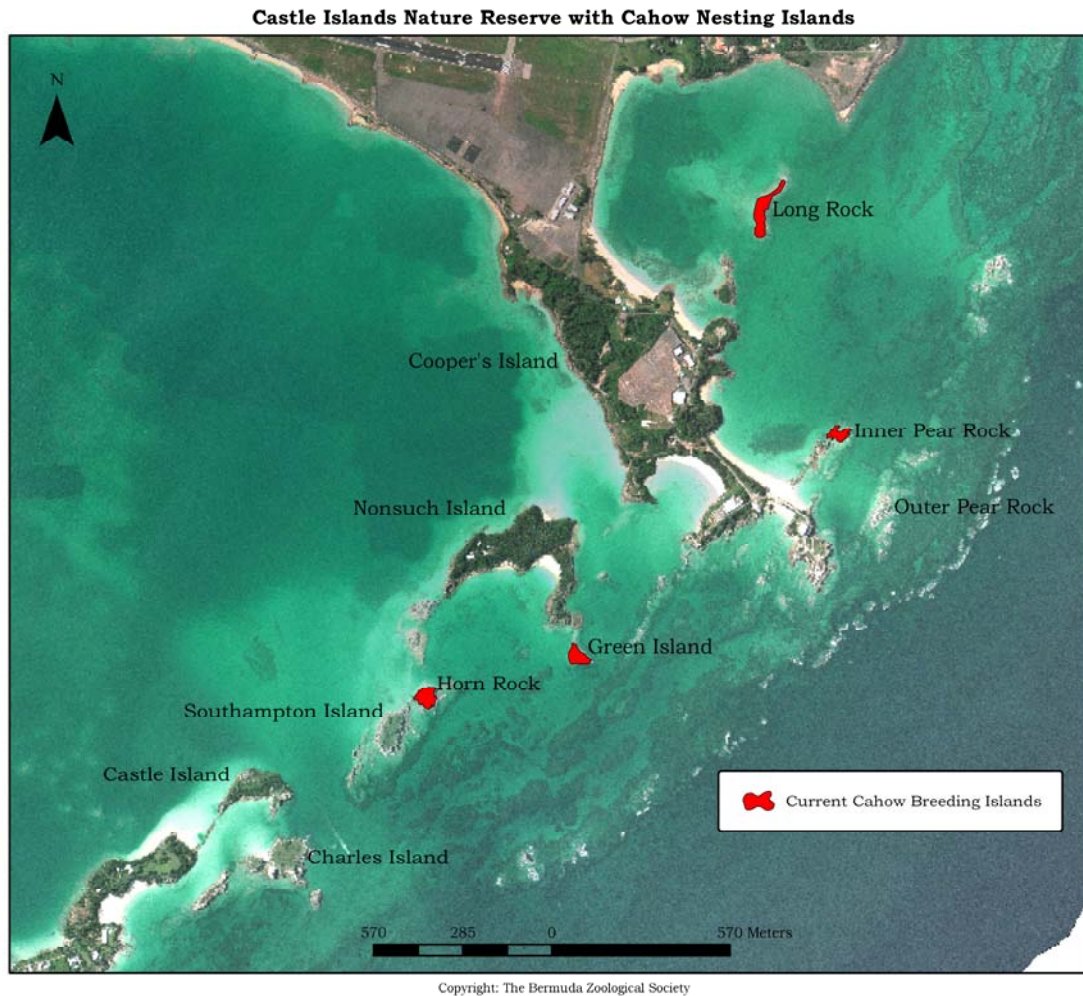 Castle Islands Nature Reserve with Cahow Nesting Islands
N
Long Rock
Cooper's Island
Inner Pear Rock
Nonsuch Island
Outer Pear Rock
Green Island
Horn Rock
Southampton Island
Castle Island
Current Cahow Breeding Islands
Charles Island
570 285 0 570 Meters
Copyright: The Bermuda Zoological Society